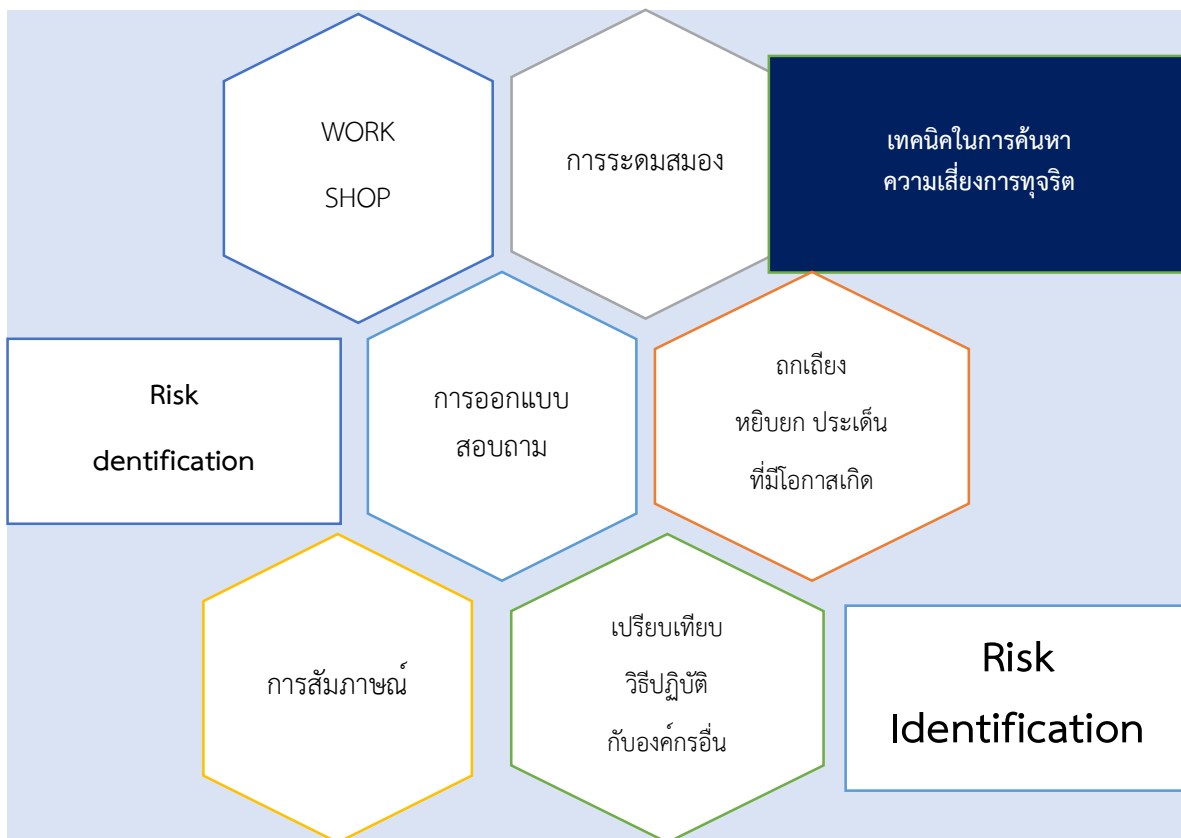 WORK
SHOP
การระดมสมอง
เทคนิคในการค้นหา
ความเสี่ยงการทุจริต
Risk
dentification
การออกแบบ
สอบถาม
ถกเถียง
หยิบยก ประเด็น
ที่มีโอกาสเกิด
การสัมภาษณ์
เปรียบเทียบ
วิธีปฏิบัติ
กับองค์กรอื่น
Risk
Identification